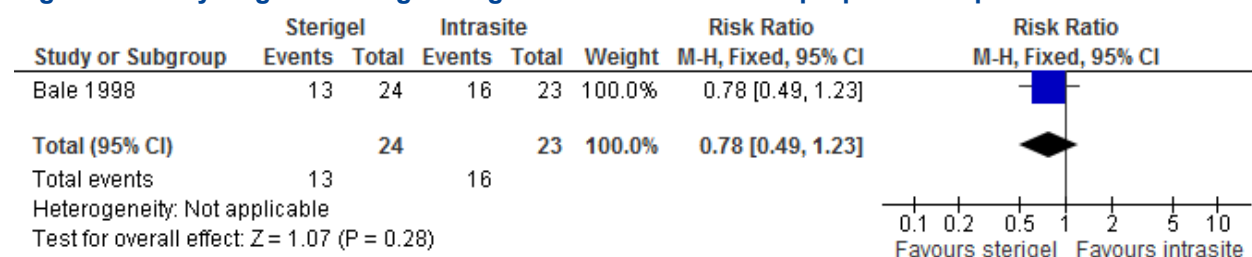 Sterigel Intrasite Risk Ratio Risk Ratio
Study or Subgroup Events Total Events Total Weight M-H, Fixed, 95% CI M-H, Fixed, 95% CI
Bale 1998 13 24 16 23 100.0% 0.78 [0.49, 1.23]
Total (95% CI) 24 23 100.0% 0.78 [0.49, 1.23]
Total events 13 16
Heterogeneity: Not applicable
Test for overall effect: Z = 1.07 (P = 0.28)
0.1 0.2 0.5 1 2 5 10
Favours sterigel Favours intrasite